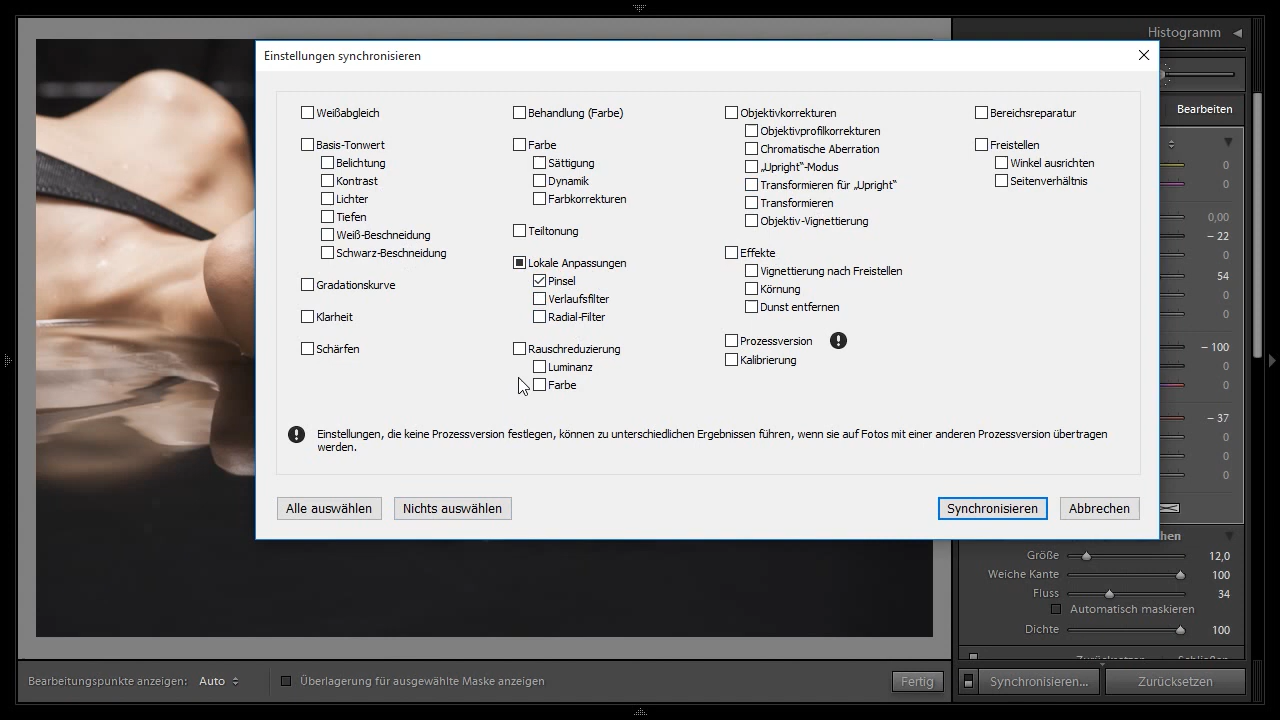 Histogramm
Einstellungen synchronisieren
Bearbeiten
Weißabgleich
Basis-Tonwert
Belichtung
Kontrast
Lichter
Tiefen
Weiß-Beschneidung
Schwarz-Beschneidung
Gradationskurve
Klarheit
Schärfen
Behandlung (Farbe)
Farbe
Sättigung
Dynamik
Farbkorrekturen
Teiltonung
Lokale Anpassungen
Pinsel
Verlaufsfilter
Radial-Filter
Rauschreduzierung
Luminanz
Farbe
Objektivkorrekturen
Objektivprofilkorrekturen
Chromatische Aberration
„Upright“-Modus
Transformieren für „Upright“
Transformieren
Objektiv-Vignettierung
Effekte
Vignettierung nach Freistellen
Körnung
Dunst entfernen
Prozessversion
Kalibrierung
Bereichsreparatur
Freistellen
Winkel ausrichten
Seitenverhältnis
Einstellungen, die keine Prozessversion festlegen, können zu unterschiedlichen Ergebnissen führen, wenn sie auf Fotos mit einer anderen Prozessversion übertragen
werden.
Alle auswählen Nichts auswählen Synchronisieren Abbrechen
0
0
0,00
– 22
0
54
0
0
– 100
0
0
– 37
0
0
0
Größe 12,0
Weiche Kante 100
Fluss 34
Automatisch maskieren
Dichte 100
Zurücksetzen Schließen
Bearbeitungspunkte anzeigen: Auto Überlagerung für ausgewählte Maske anzeigen Fertig Synchronisieren... Zurücksetzen